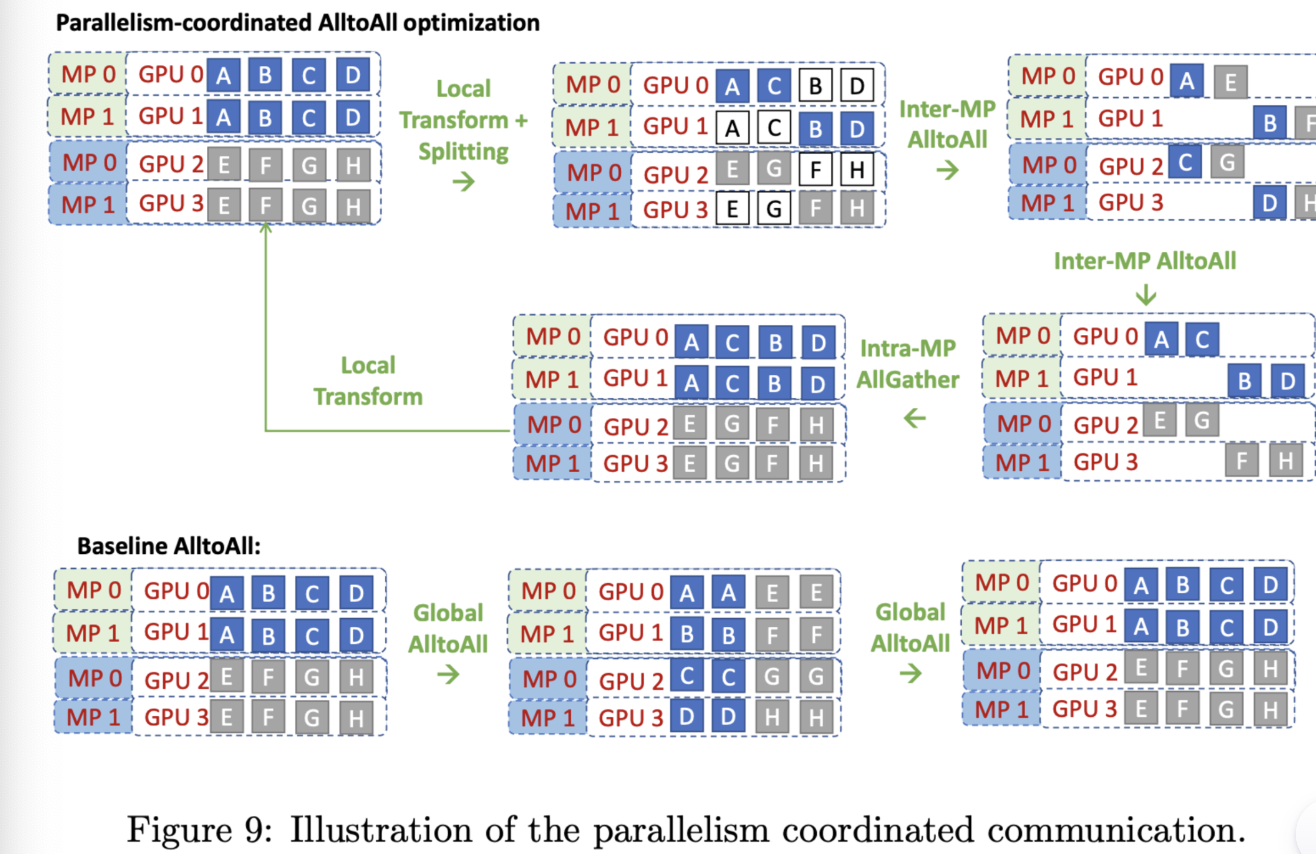 Parallelism-coordinated AlltoAll optimization
MP 0 GPU 0 A B C D
MP 1 GPU 1 A B C D
MP 0 GPU 2 E F G H
MP 1 GPU 3 E F G H
Local
Transform +
Splitting
→
MP 0 GPU 0 A C B D
MP 1 GPU 1 A C B D
MP 0 GPU 2 E G F H
MP 1 GPU 3 E G F H
Inter-MP
AlltoAll
→
MP 0 GPU 0 A E
MP 1 GPU 1 B F
MP 0 GPU 2 C G
MP 1 GPU 3 D H
Inter-MP AlltoAll
↓
MP 0 GPU 0 A C
MP 1 GPU 1 B D
MP 0 GPU 2 E G
MP 1 GPU 3 F H
Intra-MP
AllGather
←
MP 0 GPU 0 A C B D
MP 1 GPU 1 A C B D
MP 0 GPU 2 E G F H
MP 1 GPU 3 E G F H
Local
Transform
Baseline AlltoAll:
MP 0 GPU 0 A B C D
MP 1 GPU 1 A B C D
MP 0 GPU 2 E F G H
MP 1 GPU 3 E F G H
Global
AlltoAll
→
MP 0 GPU 0 A A E E
MP 1 GPU 1 B B F F
MP 0 GPU 2 C C G G
MP 1 GPU 3 D D H H
Global
AlltoAll
→
MP 0 GPU 0 A B C D
MP 1 GPU 1 A B C D
MP 0 GPU 2 E F G H
MP 1 GPU 3 E F G H
Figure 9: Illustration of the parallelism coordinated communication.